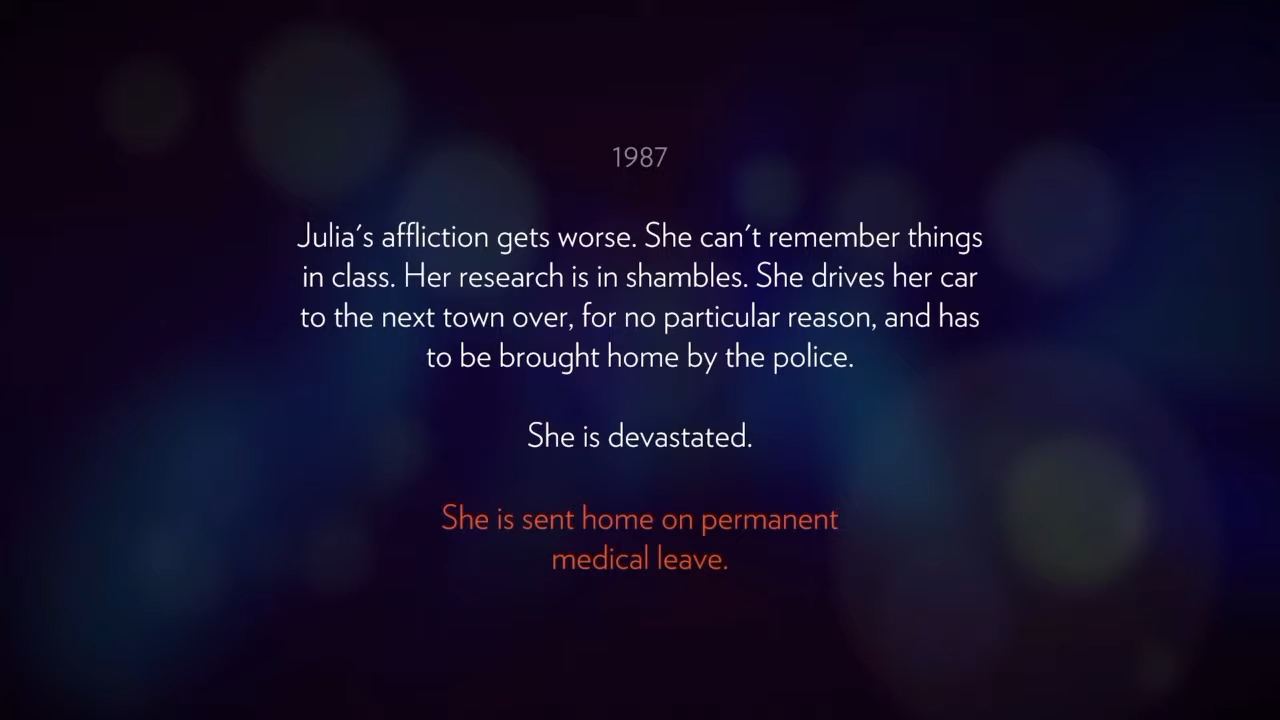 1987
Julia's affliction gets worse. She can't remember things
in class. Her research is in shambles. She drives her car
to the next town over, for no particular reason, and has
to be brought home by the police.
She is devastated.
She is sent home on permanent
medical leave.